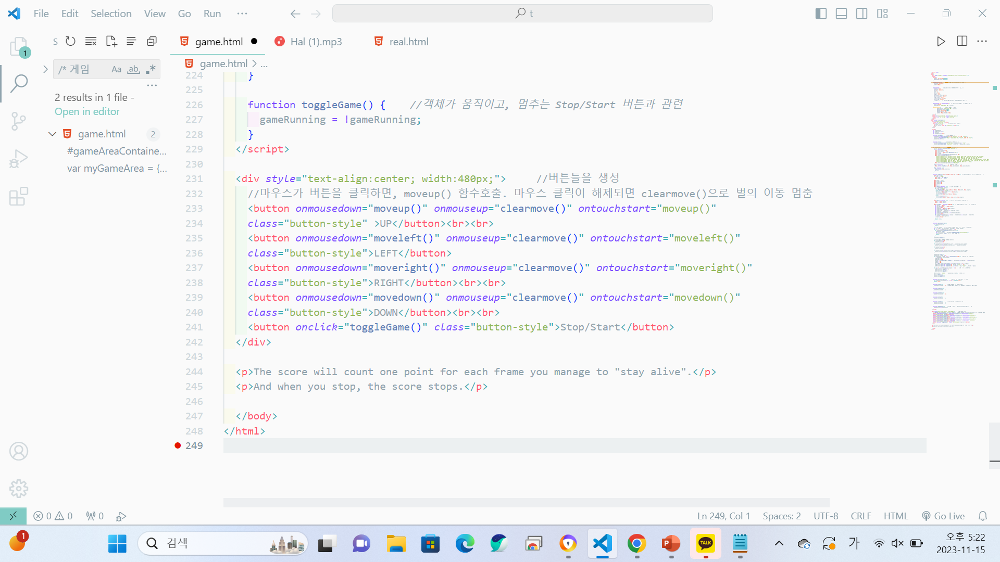 File Edit Selection View Go Run ···
t
S
game.html
Hal (1).mp3
real.html
1
/* 게임 Aa ab .*
game.html > ...
2 results in 1 file -
Open in editor
game.html 2
#gameAreaContaine...
var myGameArea = {...
224 }
225
226 function toggleGame() { //객체가 움직이고, 멈추는 Stop/Start 버튼과 관련
227 gameRunning = !gameRunning;
228 }
229 </script>
230
231 <div style="text-align:center; width:480px;"> //버튼들을 생성
232 //마우스가 버튼을 클릭하면, moveup() 함수호출. 마우스 클릭이 해제되면 clearmove()으로 벌의 이동 멈춤
233 <button onmousedown="moveup()" onmouseup="clearmove()" ontouchstart="moveup()"
234 class="button-style" >UP</button><br><br>
235 <button onmousedown="moveleft()" onmouseup="clearmove()" ontouchstart="moveleft()"
236 class="button-style">LEFT</button>
237 <button onmousedown="moveright()" onmouseup="clearmove()" ontouchstart="moveright()"
238 class="button-style">RIGHT</button><br><br>
239 <button onmousedown="movedown()" onmouseup="clearmove()" ontouchstart="movedown()"
240 class="button-style">DOWN</button><br><br>
241 <button onclick="toggleGame()" class="button-style">Stop/Start</button>
242 </div>
243
244 <p>The score will count one point for each frame you manage to "stay alive".</p>
245 <p>And when you stop, the score stops.</p>
246
247 </body>
248 </html>
249
0 0 0
Ln 249, Col 1 Spaces: 2 UTF-8 CRLF HTML Go Live
1
검색
P
TALK
가
오후 5:22
2023-11-15